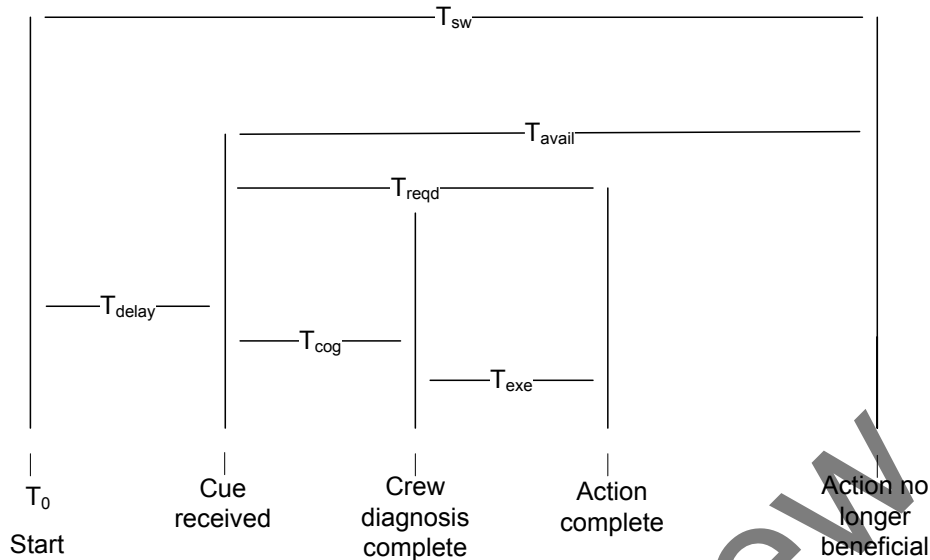 T_sw
T_avail
T_reqd
T_delay
T_cog
T_exe
T_0
Start
Cue
received
Crew
diagnosis
complete
Action
complete
Action no
longer
beneficial
ew